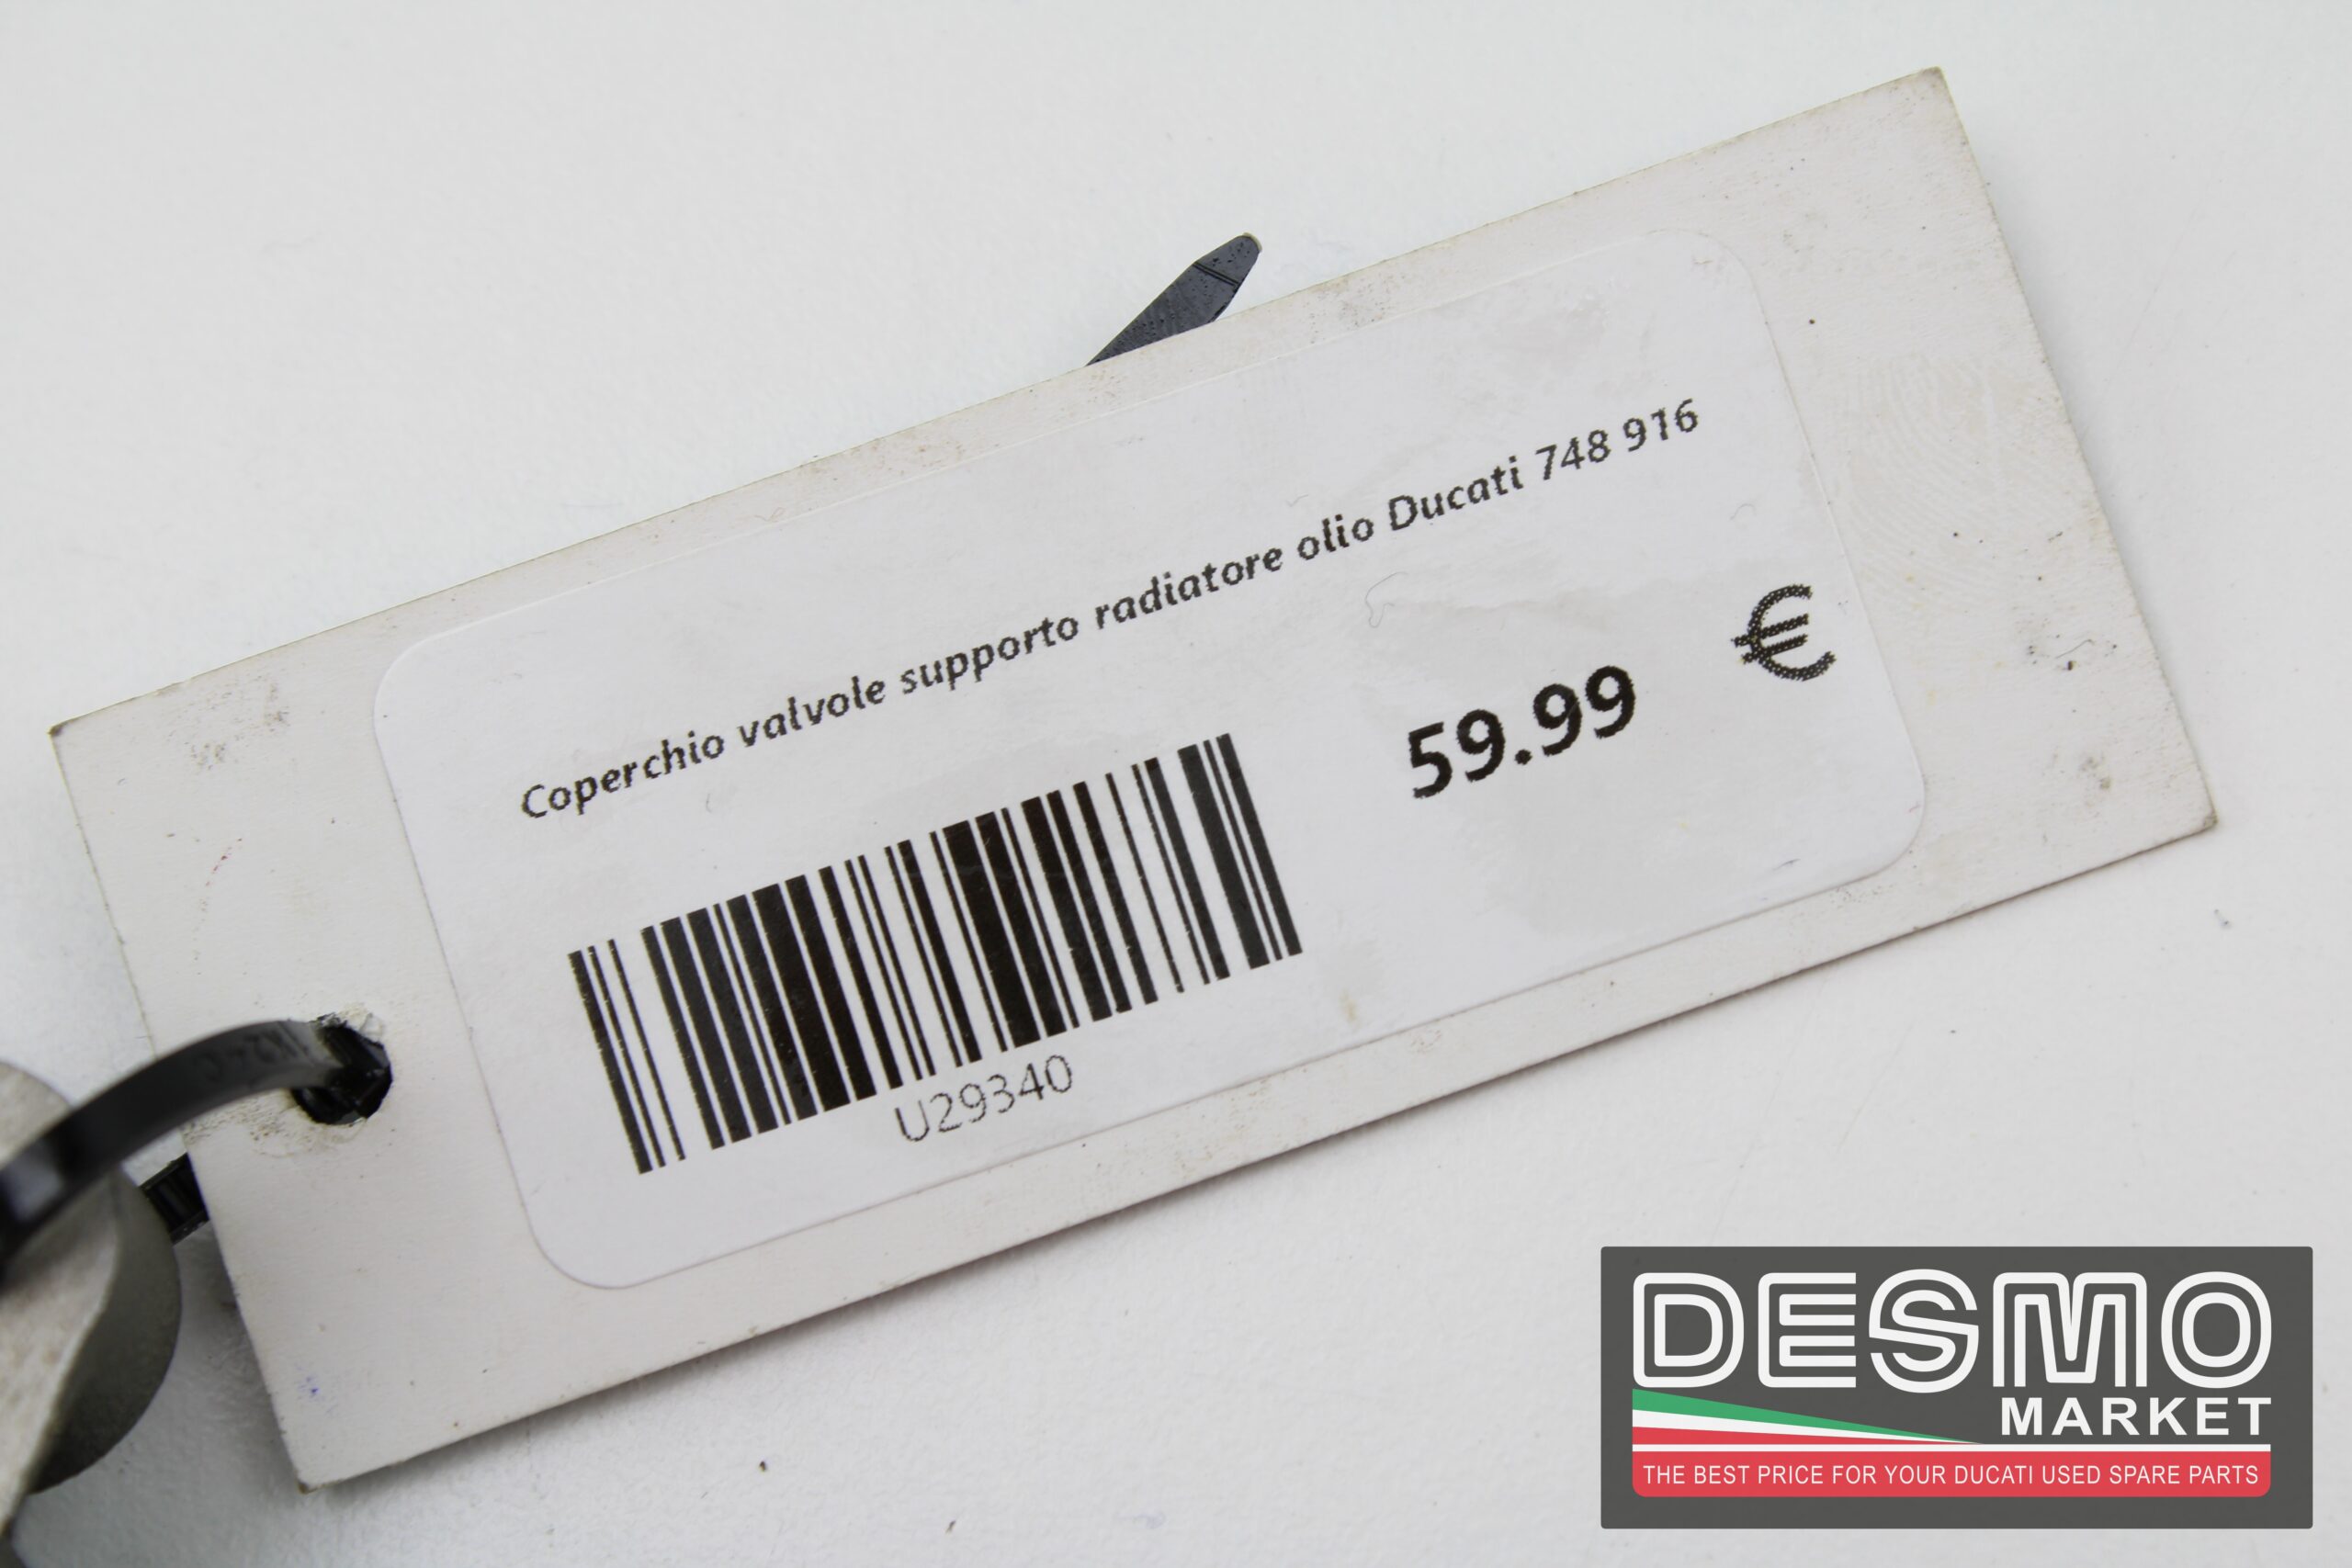 Coperchio valvole supporto radiatore olio Ducati 748 916
59.99 €
U29340
DESMO
MARKET
THE BEST PRICE FOR YOUR DUCATI USED SPARE PARTS